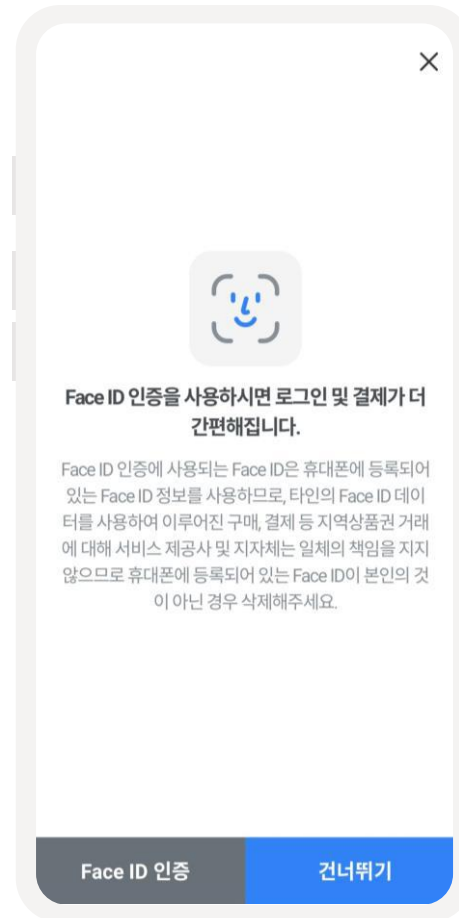 Face ID 인증을 사용하시면 로그인 및 결제가 더
간편해집니다.
Face ID 인증에 사용되는 Face ID은 휴대폰에 등록되어
있는 Face ID 정보를 사용하므로, 타인의 Face ID 데이
터를 사용하여 이루어진 구매, 결제 등 지역상품권 거래
에 대해 서비스 제공사 및 지자체는 일체의 책임을 지지
않으므로 휴대폰에 등록되어 있는 Face ID이 본인의 것
이 아닌 경우 삭제해주세요.
Face ID 인증
건너뛰기